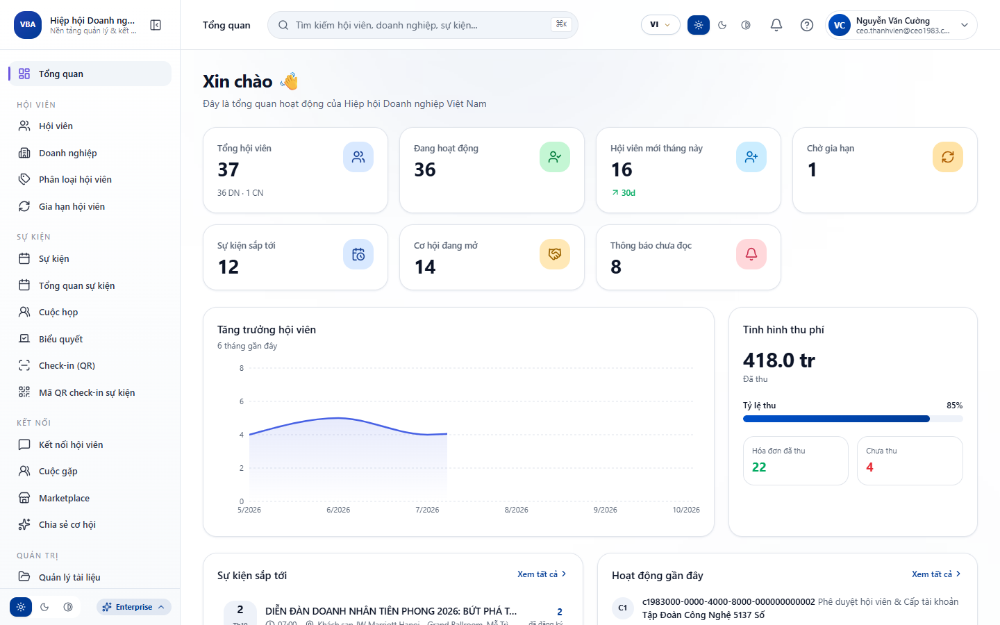 VBA
Hiệp hội Doanh ng...
Nền tảng quản lý & kết ...
Tổng quan
HỘI VIÊN
Hội viên
Doanh nghiệp
Phân loại hội viên
Gia hạn hội viên
SỰ KIỆN
Sự kiện
Tổng quan sự kiện
Cuộc họp
Biểu quyết
Check-in (QR)
Mã QR check-in sự kiện
KẾT NỐI
Kết nối hội viên
Cuộc gặp
Marketplace
Chia sẻ cơ hội
QUẢN TRỊ
Quản lý tài liệu
Enterprise
Tổng quan
Tìm kiếm hội viên, doanh nghiệp, sự kiện...
⌘K
VI
VC
Nguyễn Văn Cường
ceo.thanhvien@ceo1983.c...
Xin chào 👋
Đây là tổng quan hoạt động của Hiệp hội Doanh nghiệp Việt Nam
Tổng hội viên
37
36 DN · 1 CN
Đang hoạt động
36
Hội viên mới tháng này
16
30d
Chờ gia hạn
1
Sự kiện sắp tới
12
Cơ hội đang mở
14
Thông báo chưa đọc
8
Tăng trưởng hội viên
6 tháng gần đây
8
6
4
2
0
5/2026 6/2026 7/2026 8/2026 9/2026 10/2026
Tình hình thu phí
418.0 tr
Đã thu
Tỷ lệ thu 85%
Hóa đơn đã thu
22
Chưa thu
4
Sự kiện sắp tới
Xem tất cả
2
Th10
DIỄN ĐÀN DOANH NHÂN TIÊN PHONG 2026: BỨT PHÁ T...
07:00 Khách sạn JW Marriott Hanoi - Grand Ballroom, Mễ Trì
2
đã đăng ký
Hoạt động gần đây
Xem tất cả
C1
c1983000-0000-4000-8000-000000000002 Phê duyệt hội viên & Cấp tài khoản
Tập Đoàn Công Nghệ 5137 Số